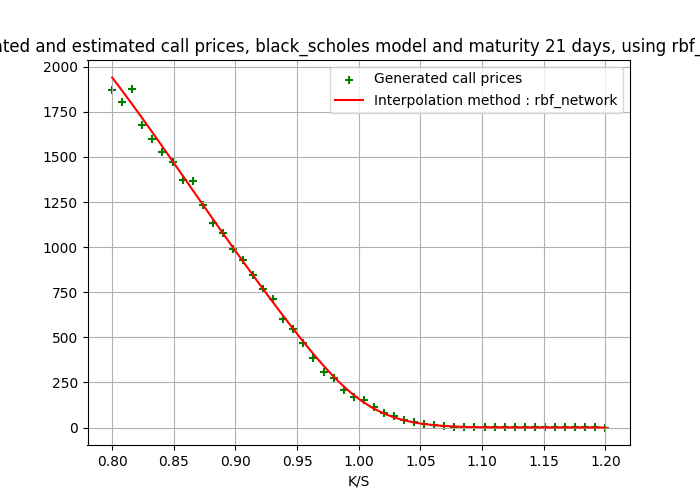 ated and estimated call prices, black_scholes model and maturity 21 days, using rbf_
2000
1750
1500
1250
1000
750
500
250
0
Generated call prices
Interpolation method : rbf_network
0.80 0.85 0.90 0.95 1.00 1.05 1.10 1.15 1.20
K/S